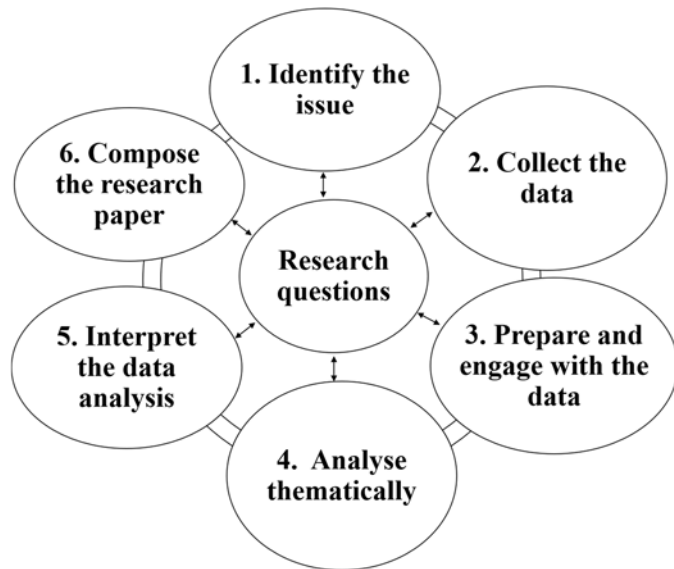 1. Identify the
issue
2. Collect the
data
3. Prepare and
engage with the
data
4. Analyse
thematically
5. Interpret
the data
analysis
6. Compose
the research
paper
Research
questions